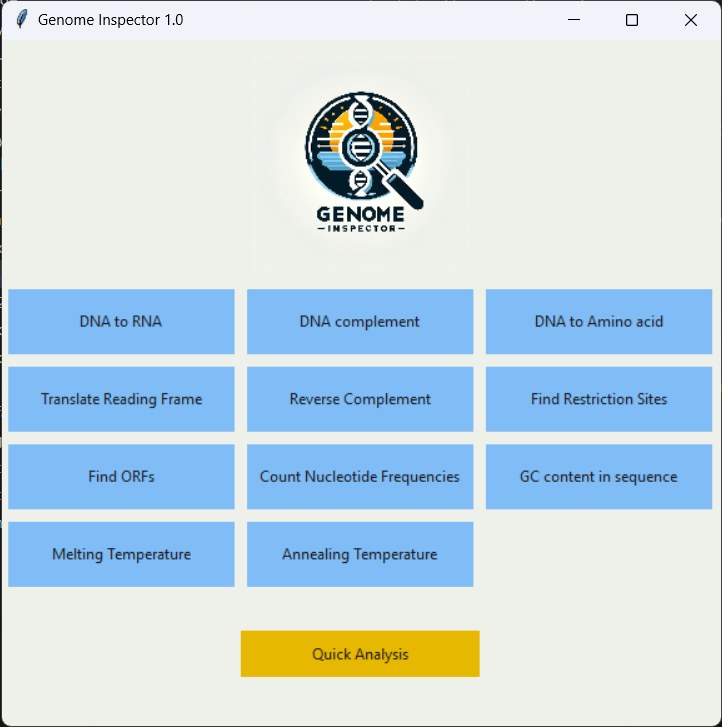 Genome Inspector 1.0
GENOME
-INSPECTOR-
DNA to RNA
DNA complement
DNA to Amino acid
Translate Reading Frame
Reverse Complement
Find Restriction Sites
Find ORFs
Count Nucleotide Frequencies
GC content in sequence
Melting Temperature
Annealing Temperature
Quick Analysis